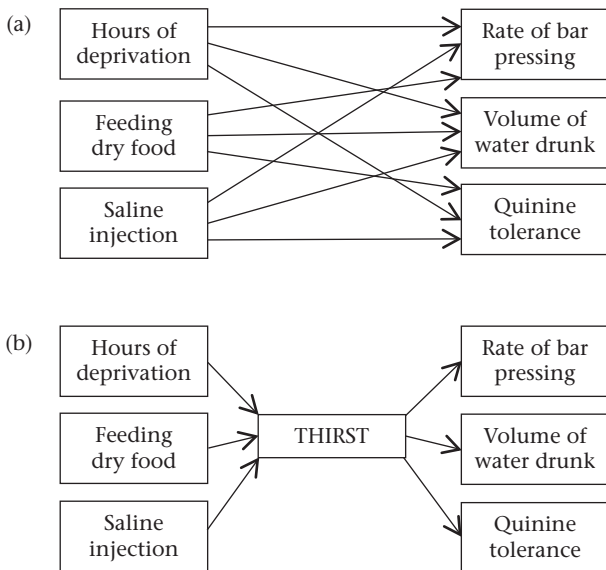 (a)
Hours of
deprivation
Rate of bar
pressing
Feeding
dry food
Volume of
water drunk
Saline
injection
Quinine
tolerance
(b)
Hours of
deprivation
Rate of bar
pressing
Feeding
dry food
THIRST
Volume of
water drunk
Saline
injection
Quinine
tolerance